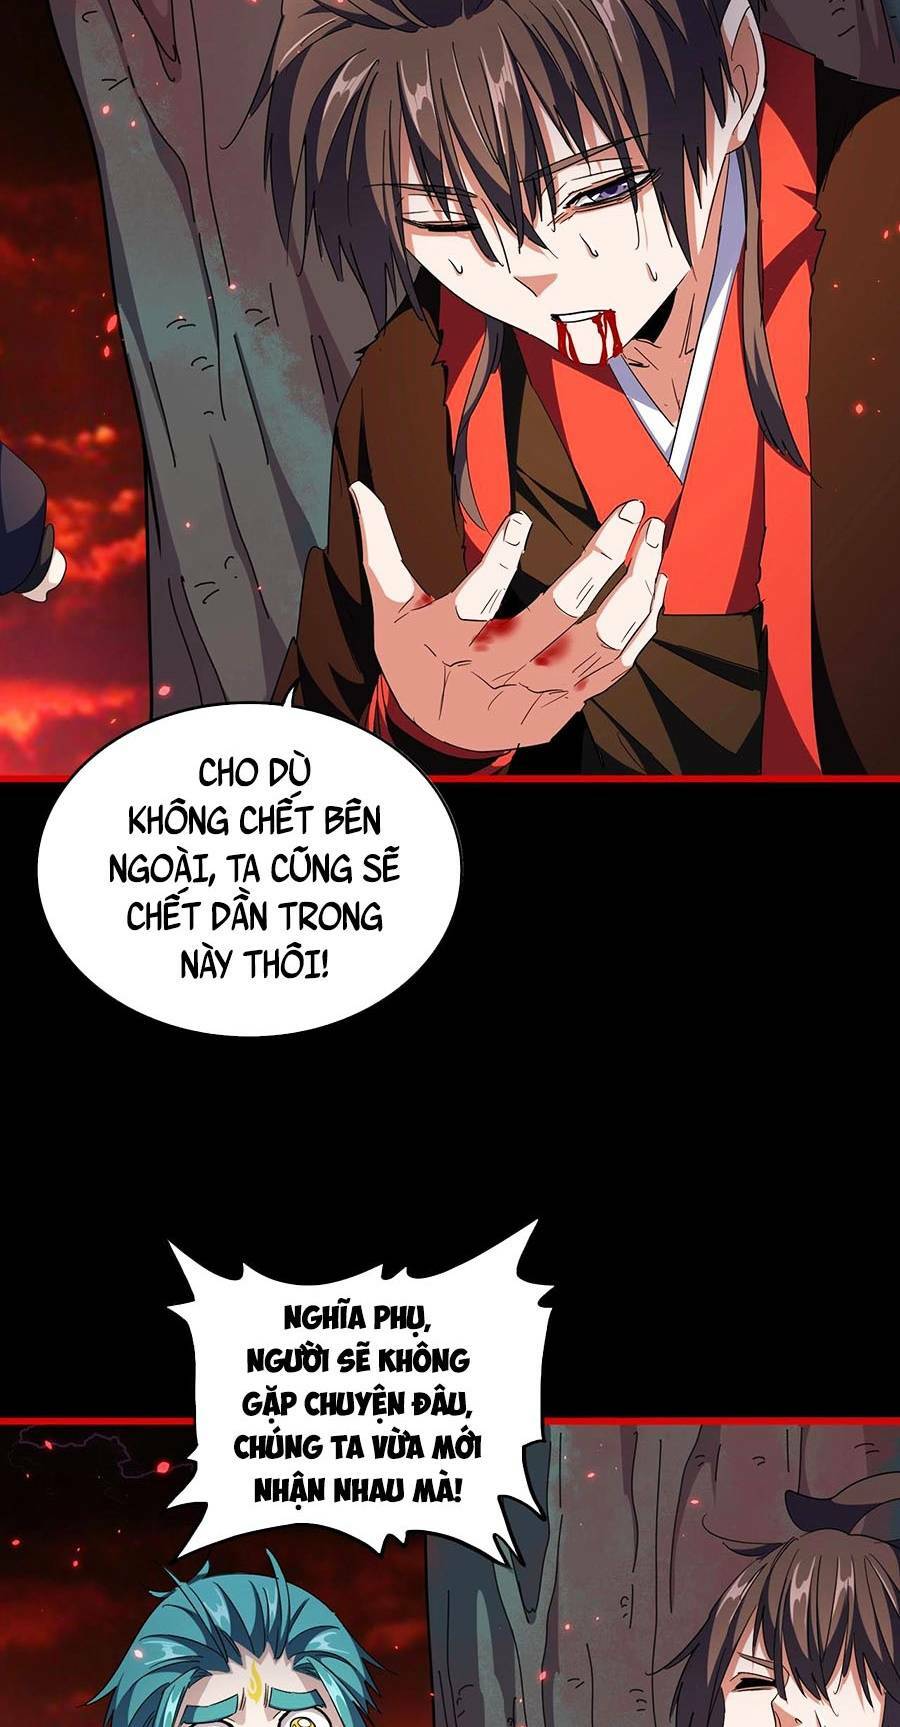 CHO DÙ
KHÔNG CHẾT BÊN
NGOÀI, TA CŨNG SẼ
CHẾT DẦN TRONG
NÀY THÔI!
NGHĨA PHỤ,
NGƯỜI SẼ KHÔNG
GẶP CHUYỆN ĐÂU,
CHÚNG TA VỪA MỚI
NHẬN NHAU MÀ!